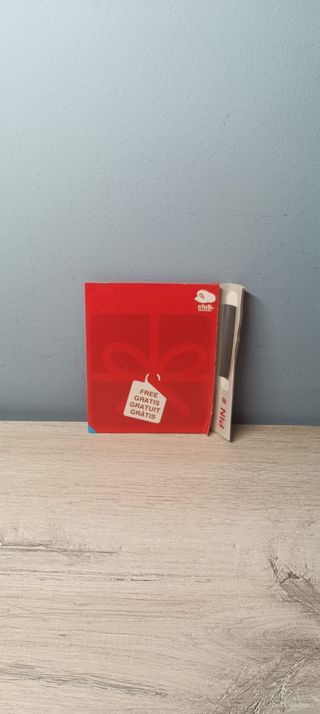 club
FREE
GRATIS
GRATUIT
GRÁTIS
PIN #